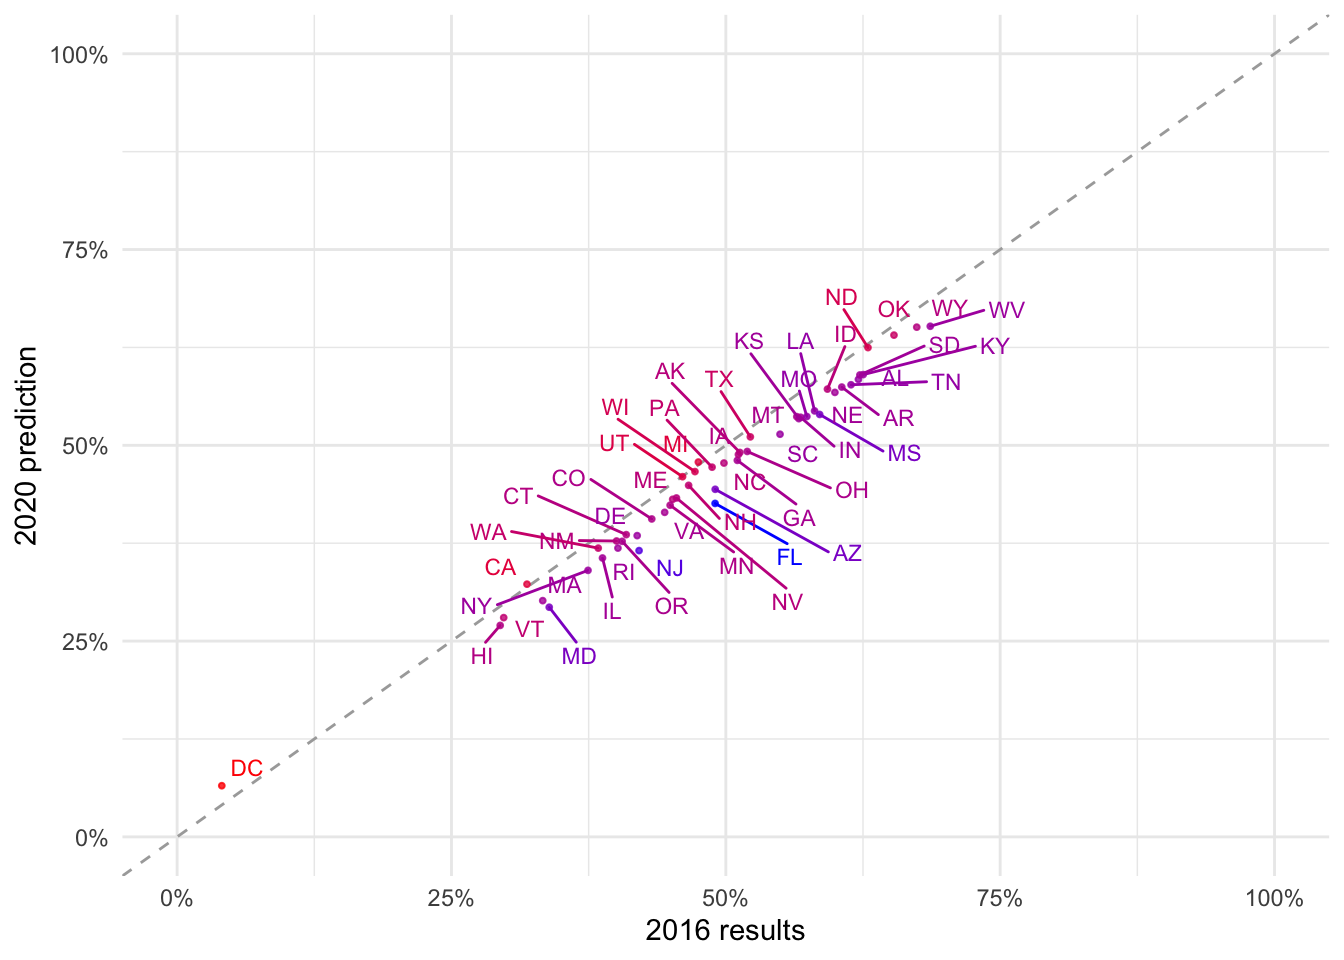 100%
75%
50%
25%
0%
2020 prediction
ND
OK
WY
WV
KS
LA
ID
SD
KY
AK
TX
MO
AL
TN
WI
PA
MT
NE
AR
UT
MI
IA
SC
IN
MS
CO
ME
NC
OH
CT
DE
VA
NH
GA
WA
NM
FL
AZ
CA
MA
RI
NJ
MN
NY
IL
OR
NV
VT
HI
MD
DC
0%
25%
50%
75%
100%
2016 results